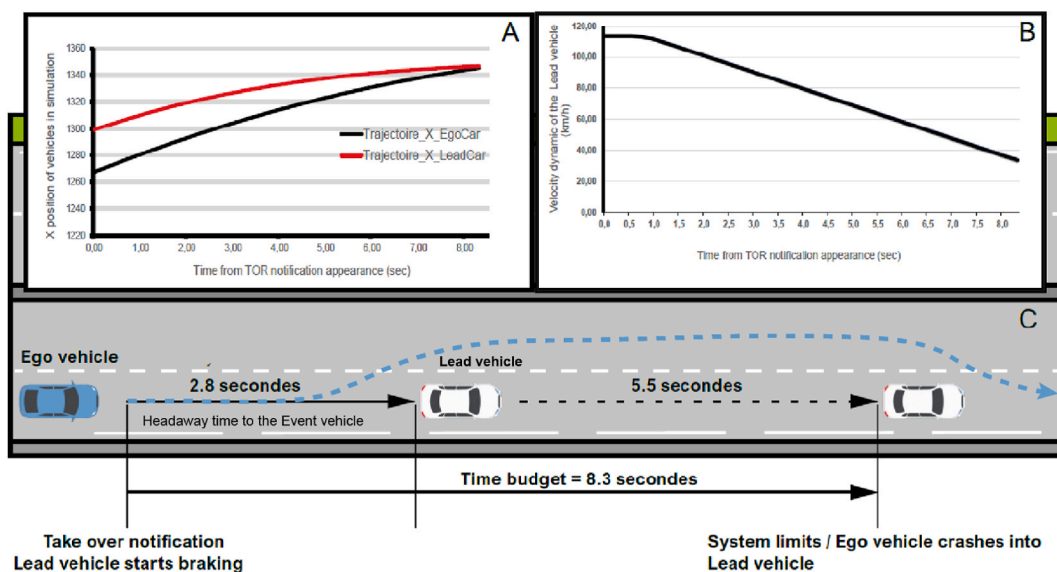 A
X position of vehicles in simulation
1360
1340
1320
1300
1280
1260
1240
1220
Trajectoire_X_EgoCar
Trajectoire_X_LeadCar
0,00 1,00 2,00 3,00 4,00 5,00 6,00 7,00 8,00
Time from TOR notification appearance (sec)
B
Velocity dynamic of the Lead vehicle
(km/h)
120,00
100,00
80,00
60,00
40,00
20,00
0,00
0,0 0,5 1,0 1,5 2,0 2,5 3,0 3,5 4,0 4,5 5,0 5,5 6,0 6,5 7,0 7,5 8,0
Time from TOR notification appearance (sec)
C
Ego vehicle
2.8 secondes
Lead vehicle
5.5 secondes
Headaway time to the Event vehicle
Time budget = 8.3 secondes
Take over notification
Lead vehicle starts braking
System limits / Ego vehicle crashes into
Lead vehicle